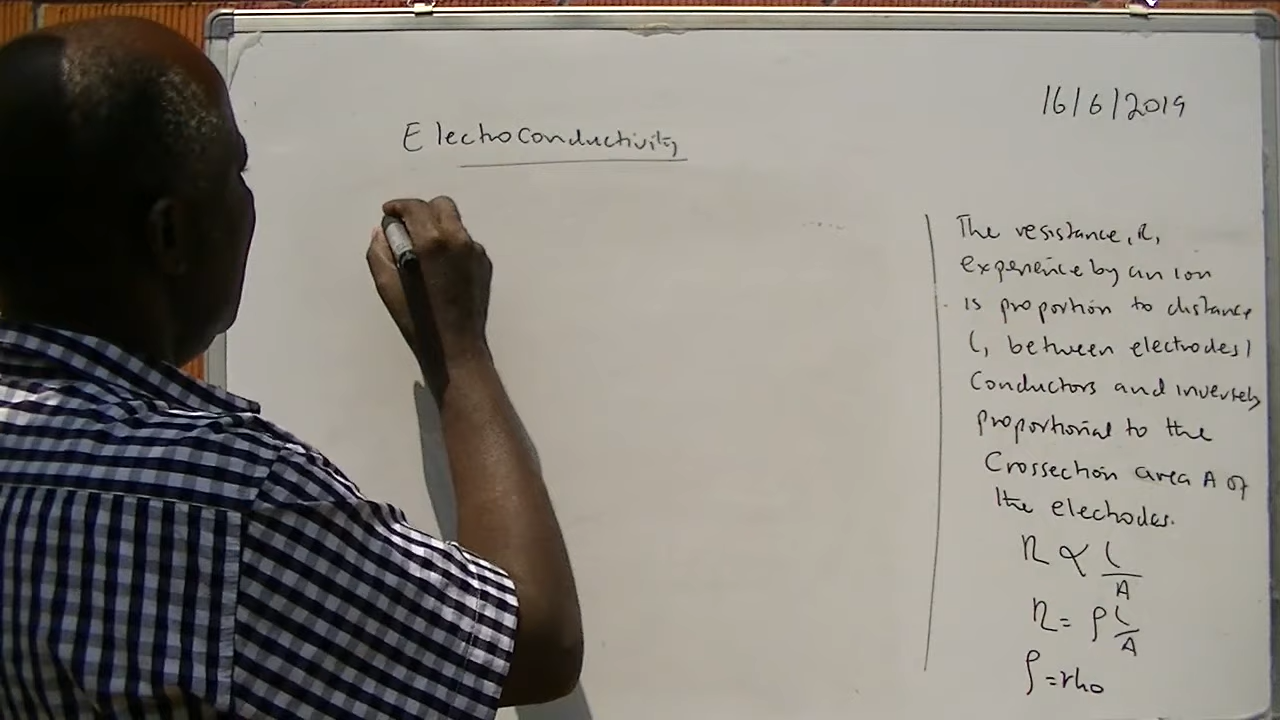 16/6/2019
Electroconductivity
The resistance, R,
experience by an ion
is proportion to distance
l, between electrodes/
Conductors and inversely
proportional to the
Crossection area A of
the electrodes.
R ∝ l/A
R = ρ l/A
ρ = rho